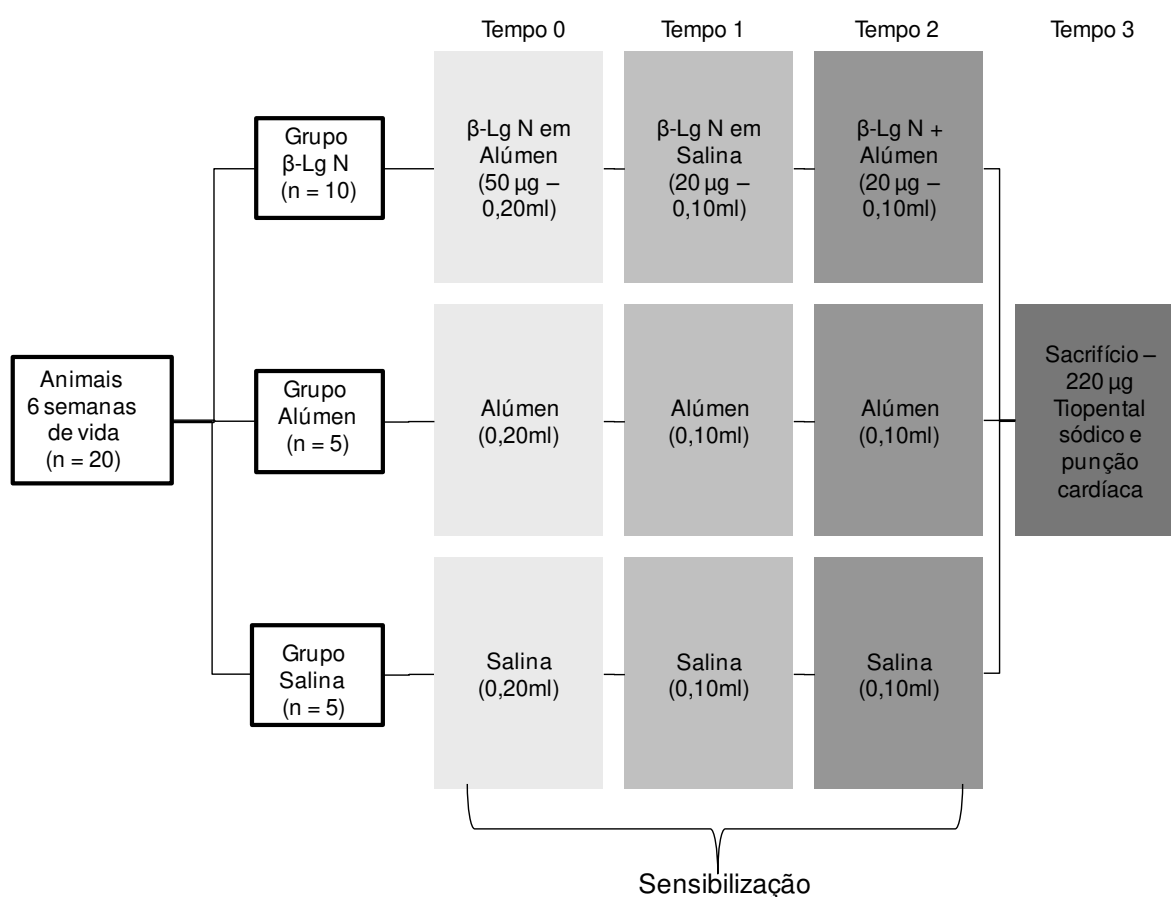 Tempo 0
Tempo 1
Tempo 2
Tempo 3
Animais
6 semanas
de vida
(n = 20)
Grupo
β-Lg N
(n = 10)
β-Lg N em
Alúmen
(50 µg –
0,20ml)
β-Lg N em
Salina
(20 µg –
0,10ml)
β-Lg N +
Alúmen
(20 µg –
0,10ml)
Grupo
Alúmen
(n = 5)
Alúmen
(0,20ml)
Alúmen
(0,10ml)
Alúmen
(0,10ml)
Grupo
Salina
(n = 5)
Salina
(0,20ml)
Salina
(0,10ml)
Salina
(0,10ml)
Sacrifício –
220 µg
Tiopental
sódico e
punção
cardíaca
Sensibilização